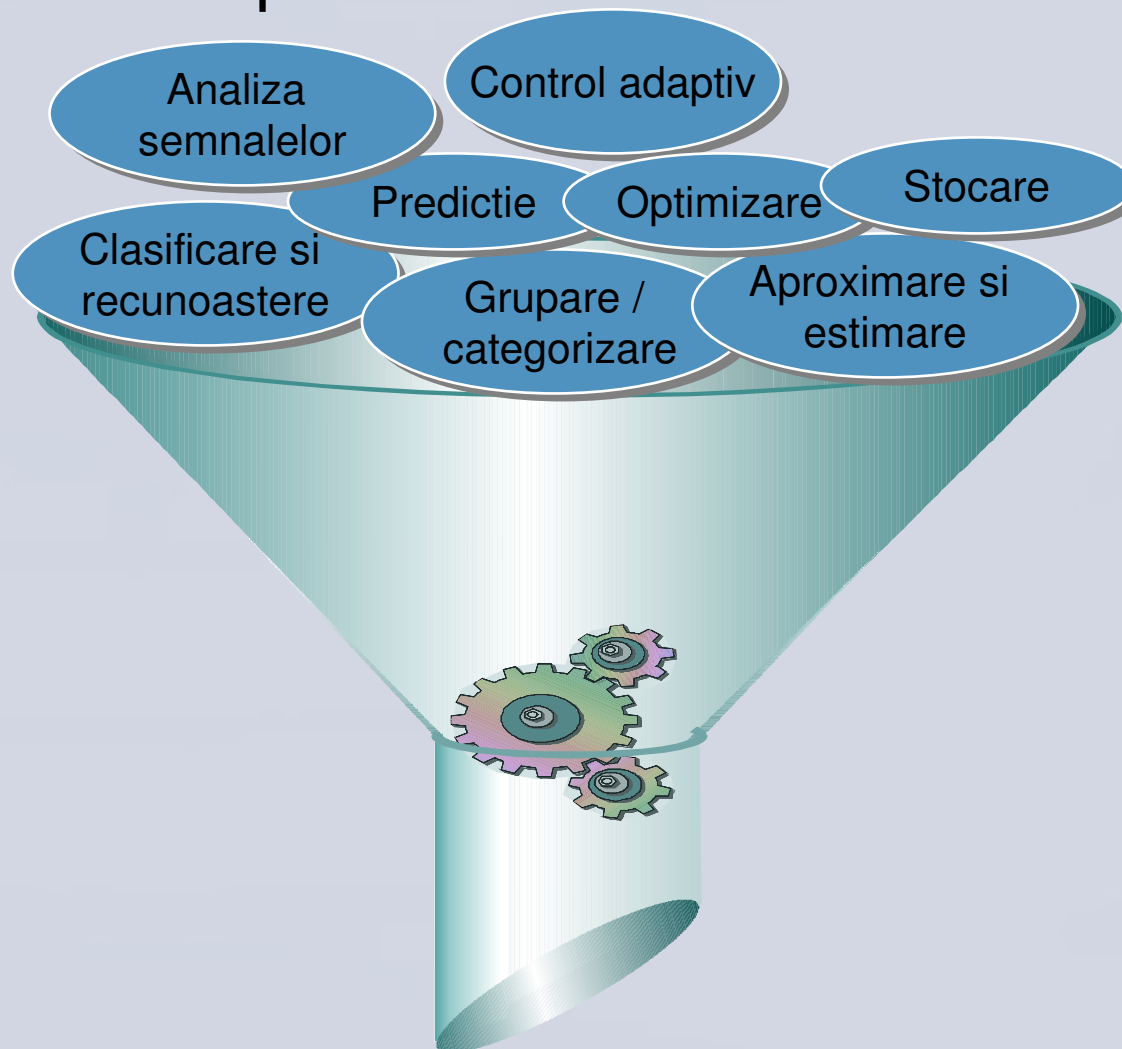 Analiza
semnalelor
Control adaptiv
Predictie
Optimizare
Stocare
Clasificare si
recunoastere
Grupare /
categorizare
Aproximare si
estimare